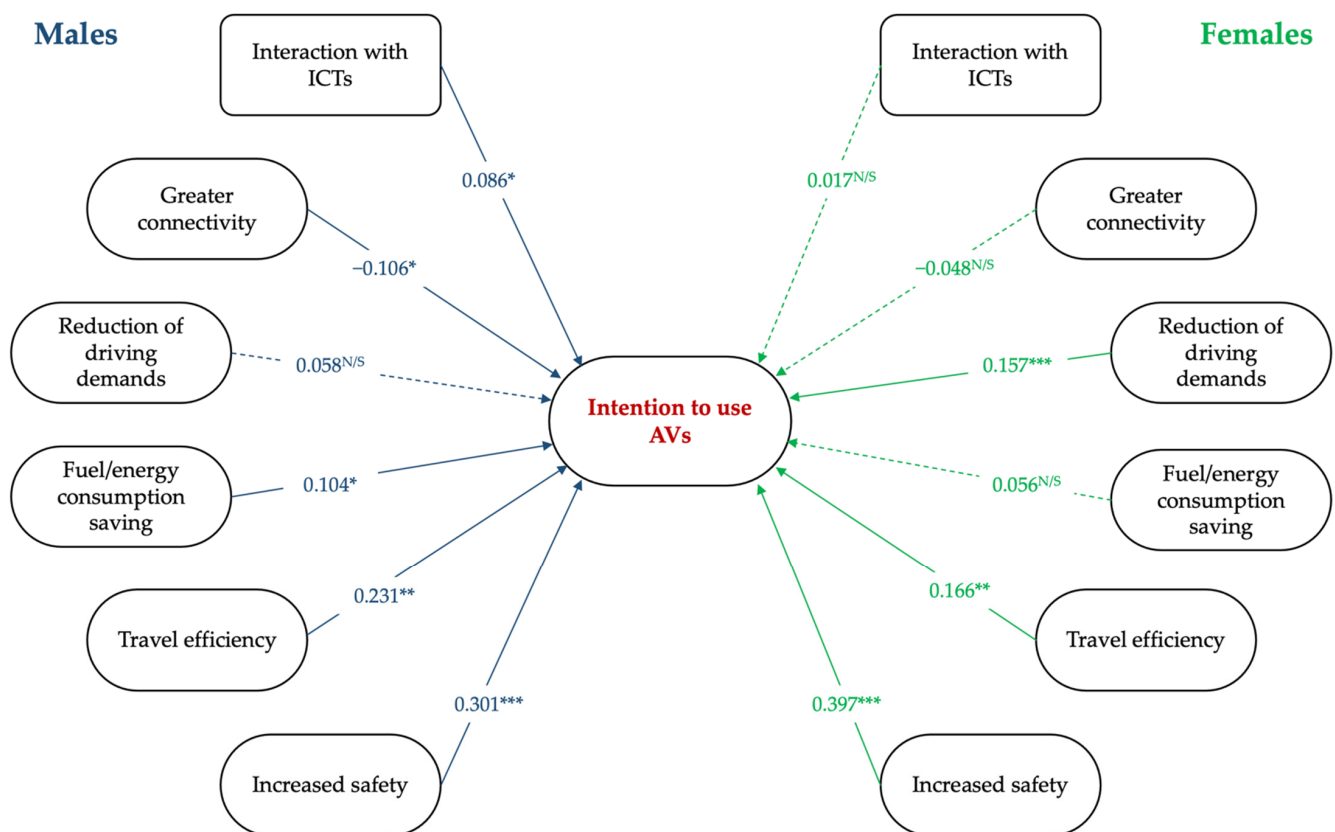 Males
Interaction with
ICTs
0.086*
Greater
connectivity
−0.106*
Reduction of
driving
demands
0.058N/S
Fuel/energy
consumption
saving
0.104*
Travel efficiency
0.231**
Increased safety
0.301***
Intention to use
AVs
Females
Interaction with
ICTs
0.017N/S
Greater
connectivity
−0.048N/S
Reduction of
driving
demands
0.157***
Fuel/energy
consumption
saving
0.056N/S
Travel efficiency
0.166**
Increased safety
0.397***